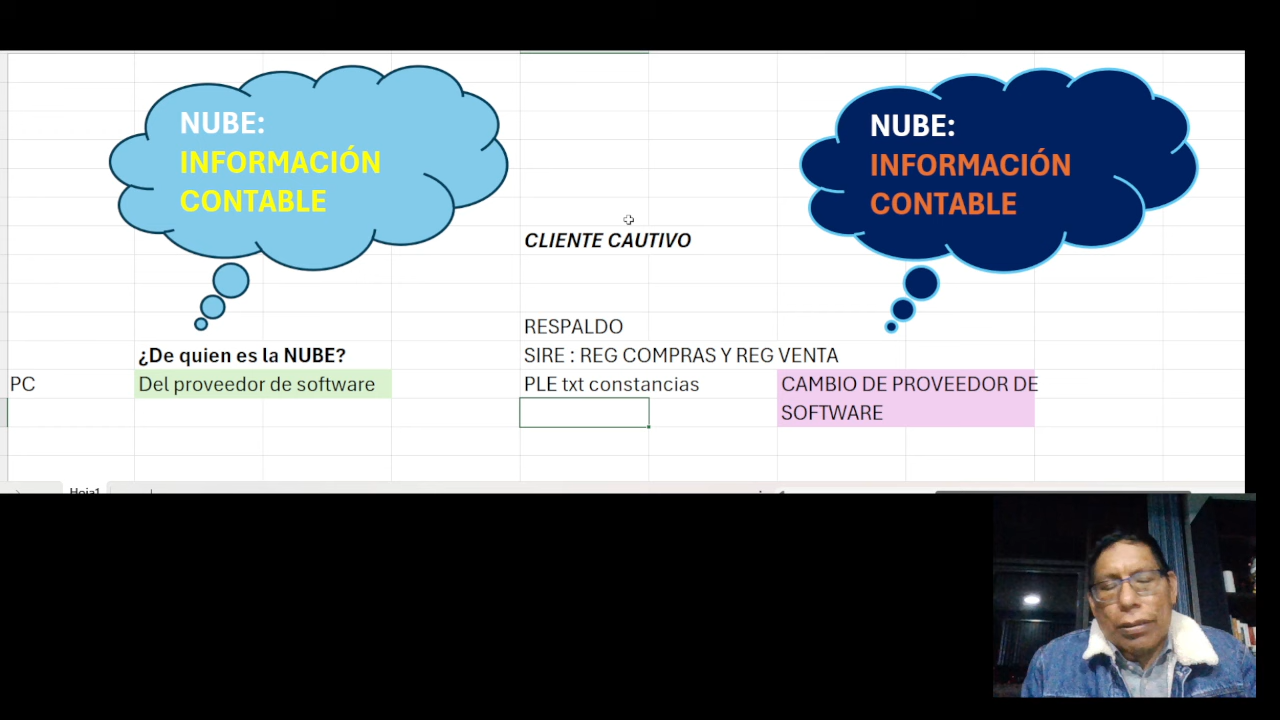 NUBE:
INFORMACIÓN
CONTABLE
NUBE:
INFORMACIÓN
CONTABLE
CLIENTE CAUTIVO
RESPALDO
¿De quien es la NUBE?
SIRE : REG COMPRAS Y REG VENTA
PC
Del proveedor de software
PLE txt constancias
CAMBIO DE PROVEEDOR DE
SOFTWARE
Hoja1